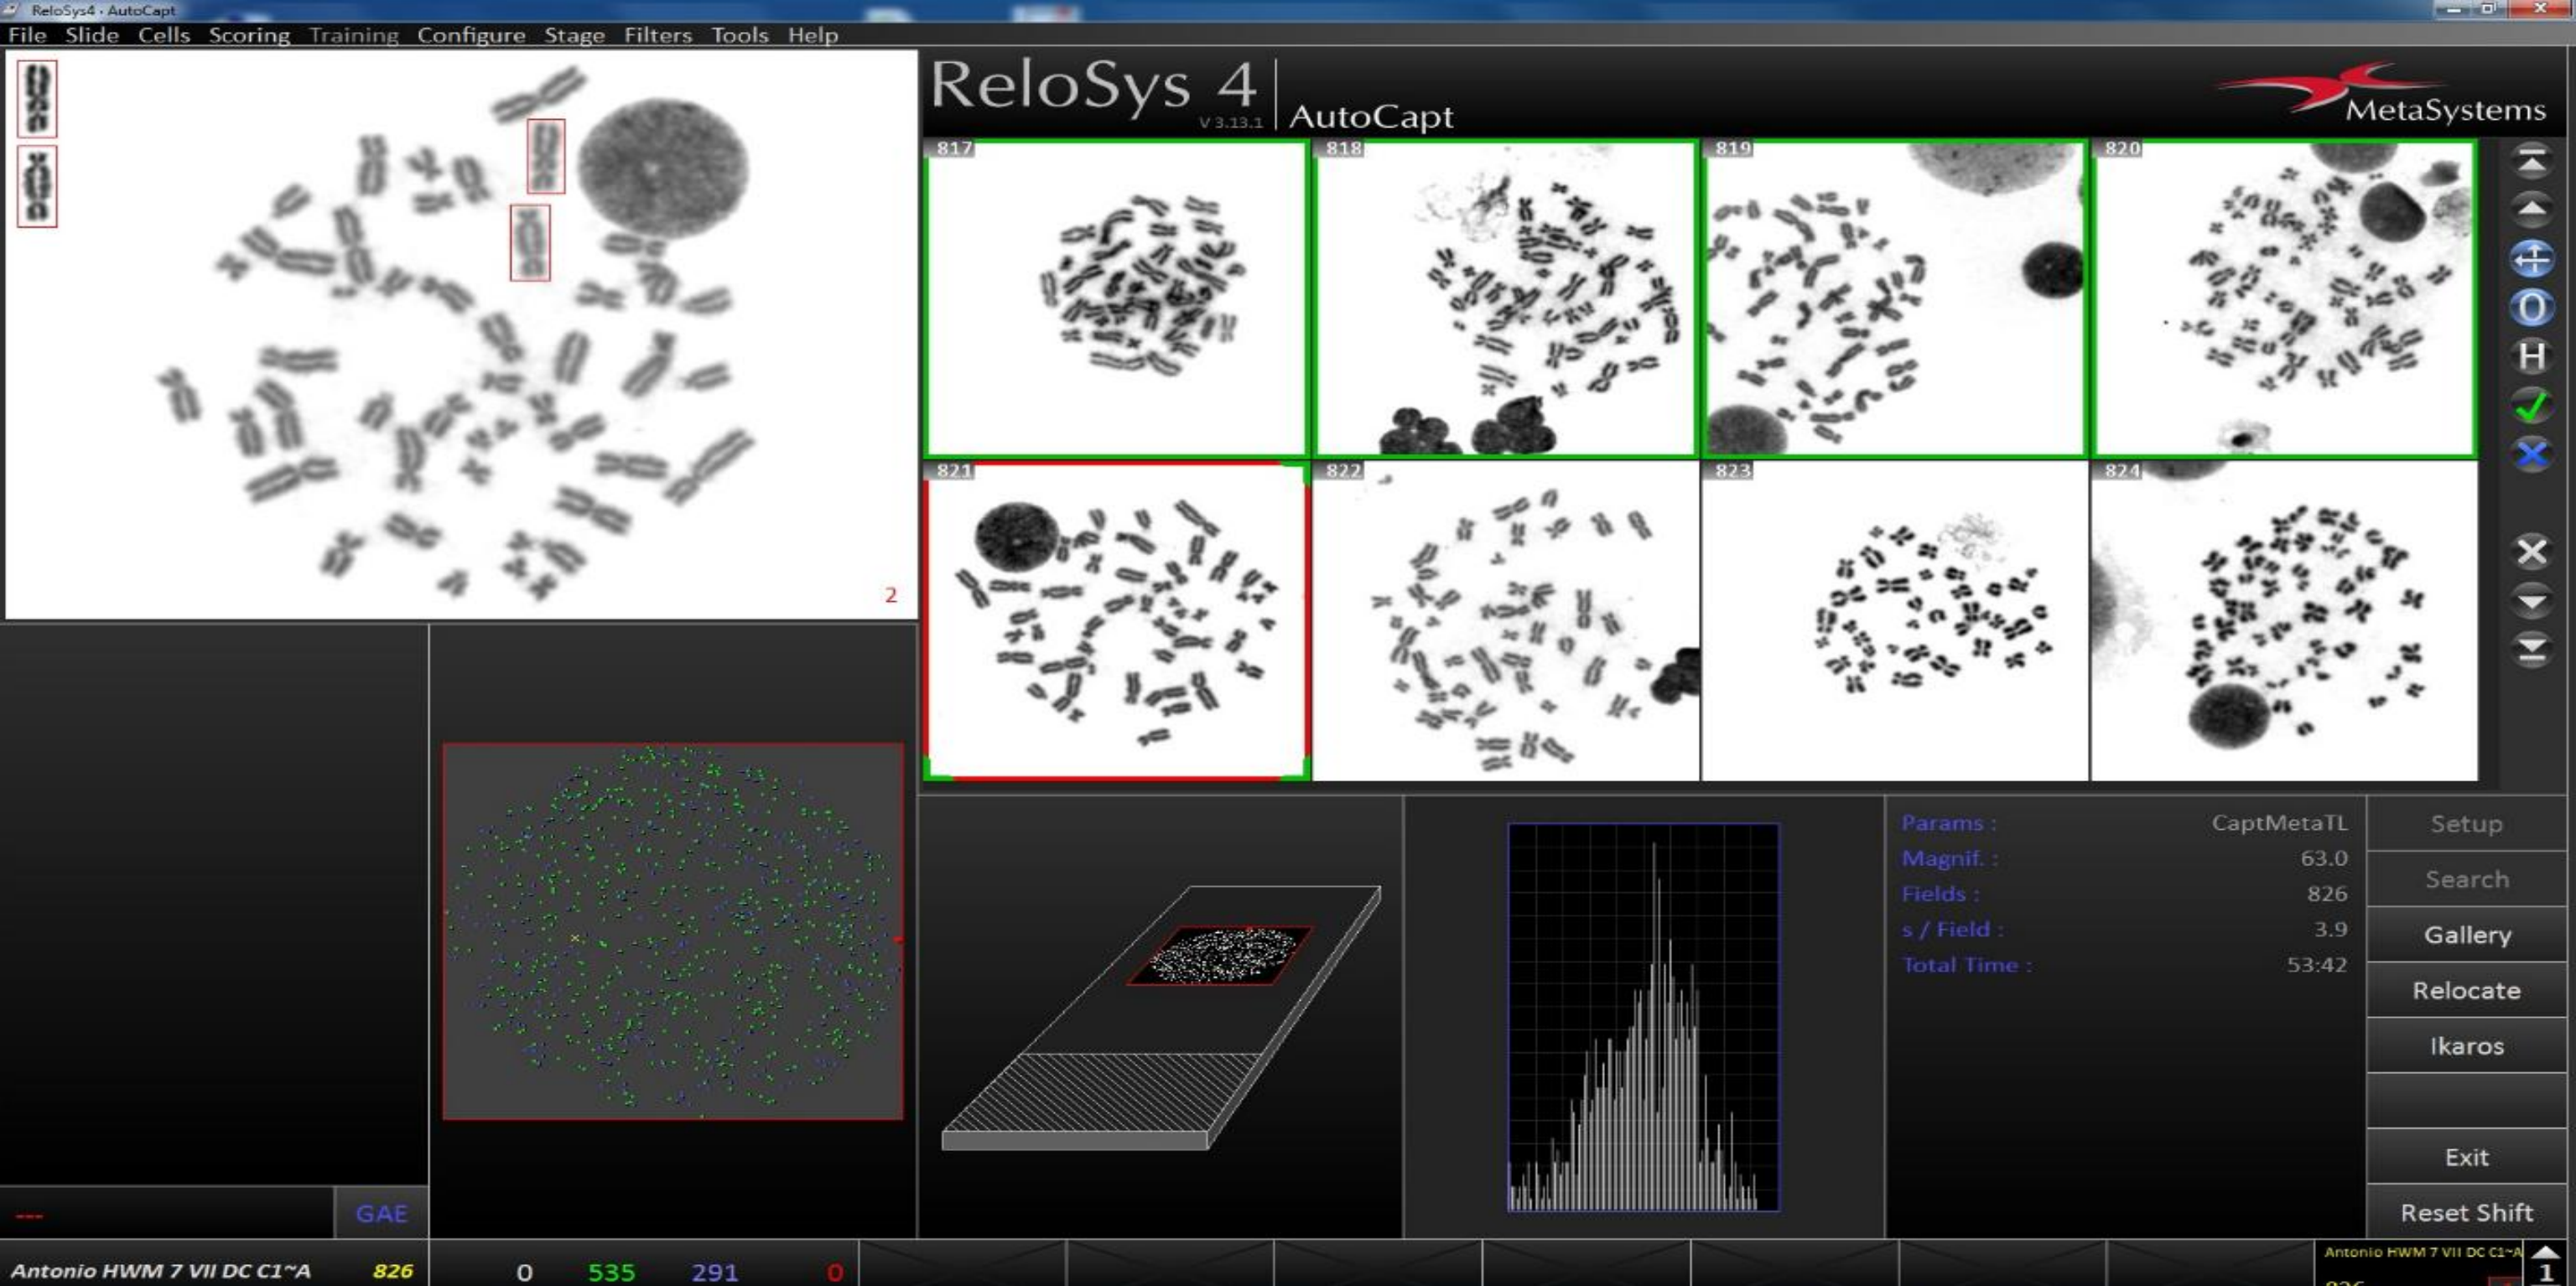 ReloSys4 - AutoCapt
File Slide Cells Scoring Training Configure Stage Filters Tools Help
2
ReloSys 4
V 3.13.1
AutoCapt
MetaSystems
817 818 819 820
821 822 823 824
O
H
Params : CaptMetaTL
Magnif. : 63.0
Fields : 826
s / Field : 3.9
Total Time : 53:42
Setup
Search
Gallery
Relocate
Ikaros
Exit
Reset Shift
--- GAE
Antonio HWM 7 VII DC C1~A 826 0 535 291 0
Antonio HWM 7 VII DC C1~A
1